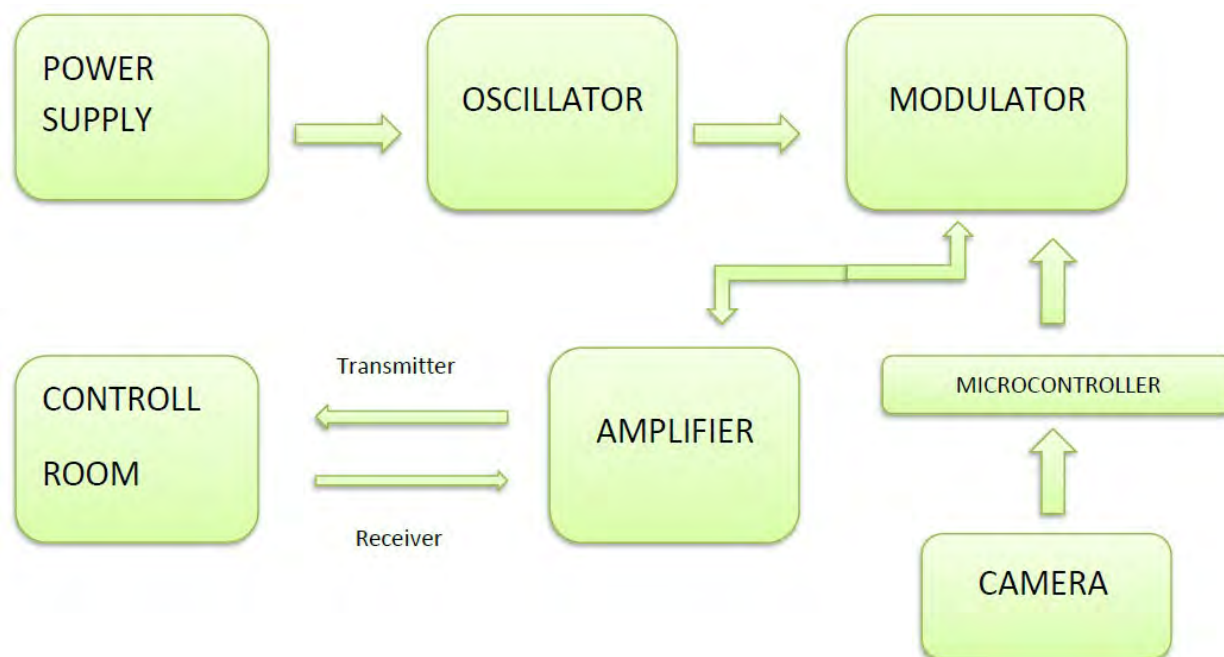 POWER
SUPPLY
OSCILLATOR
MODULATOR
CONTROLL
ROOM
Transmitter
Receiver
AMPLIFIER
MICROCONTROLLER
CAMERA